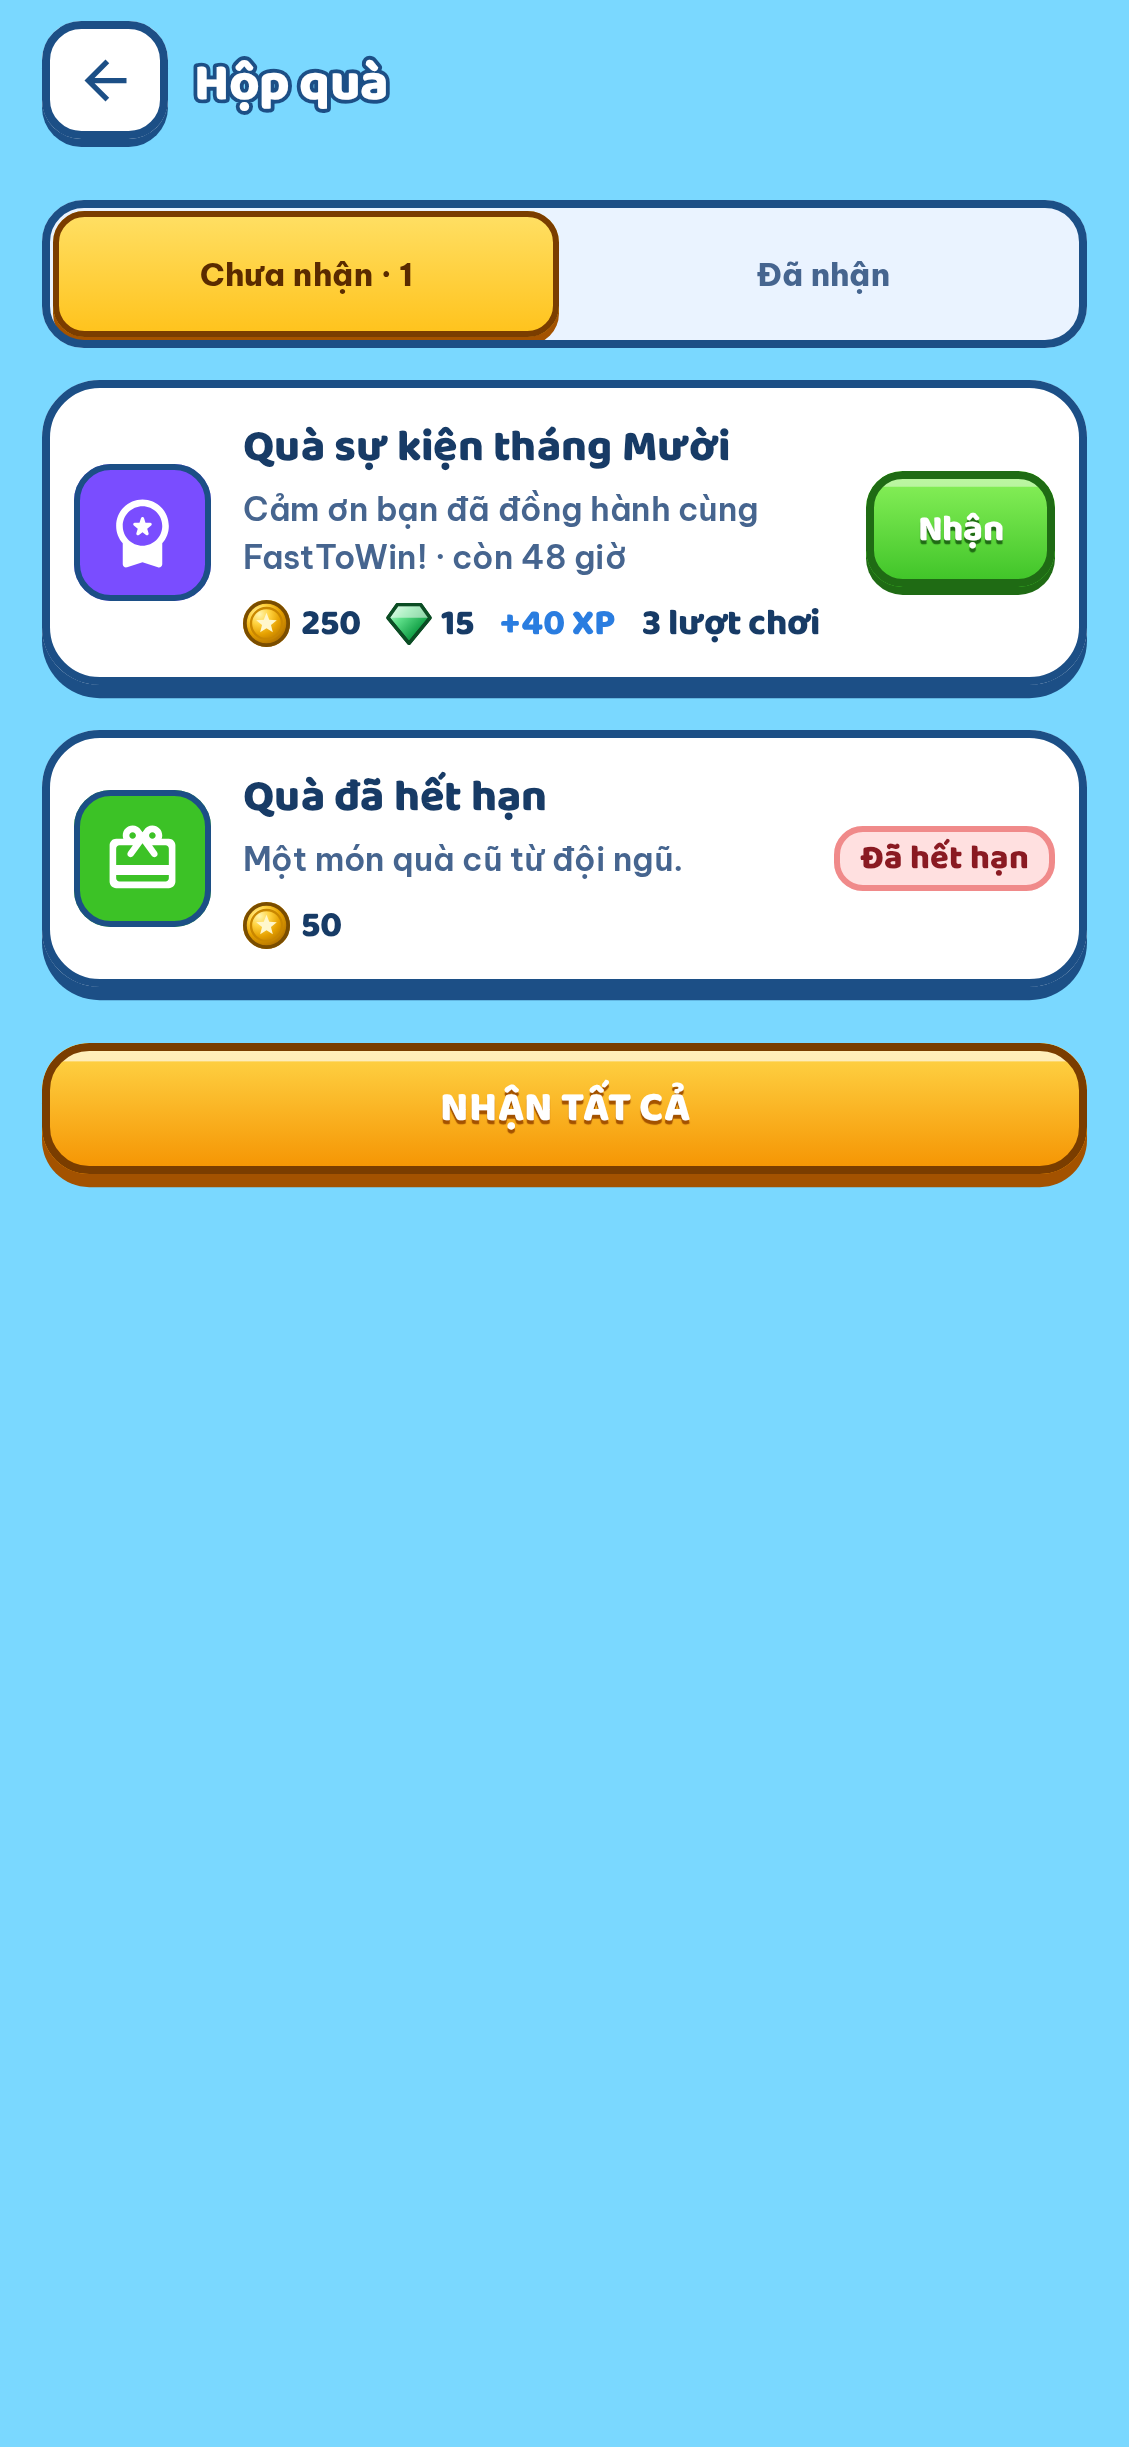 Hộp quà
Chưa nhận · 1
Đã nhận
Quà sự kiện tháng Mười
Cảm ơn bạn đã đồng hành cùng
FastToWin! · còn 48 giờ
Nhận
250 15 +40 XP 3 lượt chơi
Quà đã hết hạn
Một món quà cũ từ đội ngũ.
Đã hết hạn
50
NHẬN TẤT CẢ